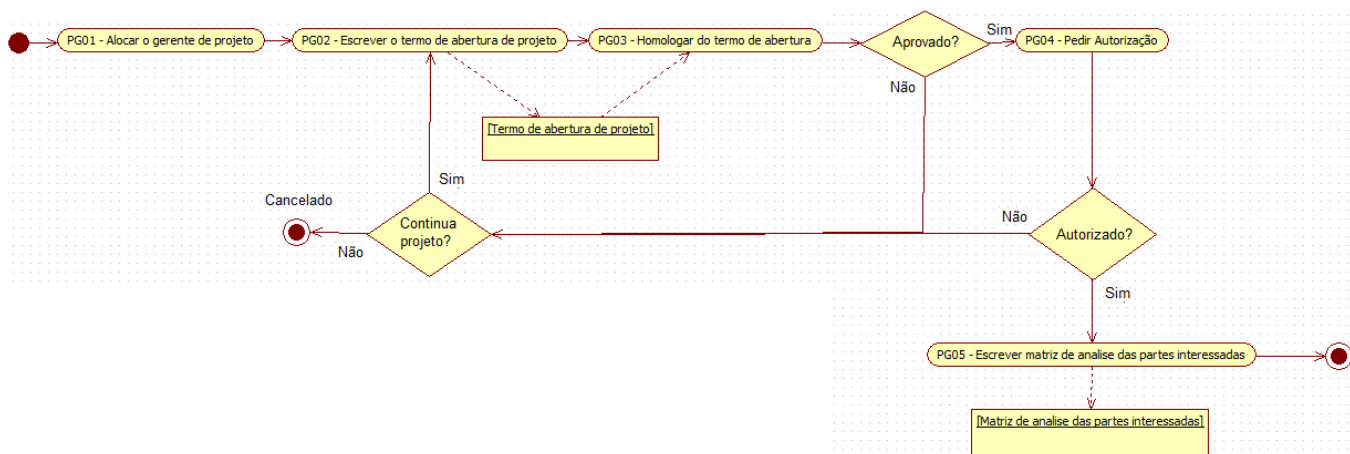 PG01 - Alocar o gerente de projeto
PG02 - Escrever o termo de abertura de projeto
PG03 - Homologar do termo de abertura
Aprovado?
Sim
PG04 - Pedir Autorização
Não
[Termo de abertura de projeto]
Sim
Cancelado
Continua
projeto?
Não
Não
Autorizado?
Sim
PG05 - Escrever matriz de analise das partes interessadas
[Matriz de analise das partes interessadas]